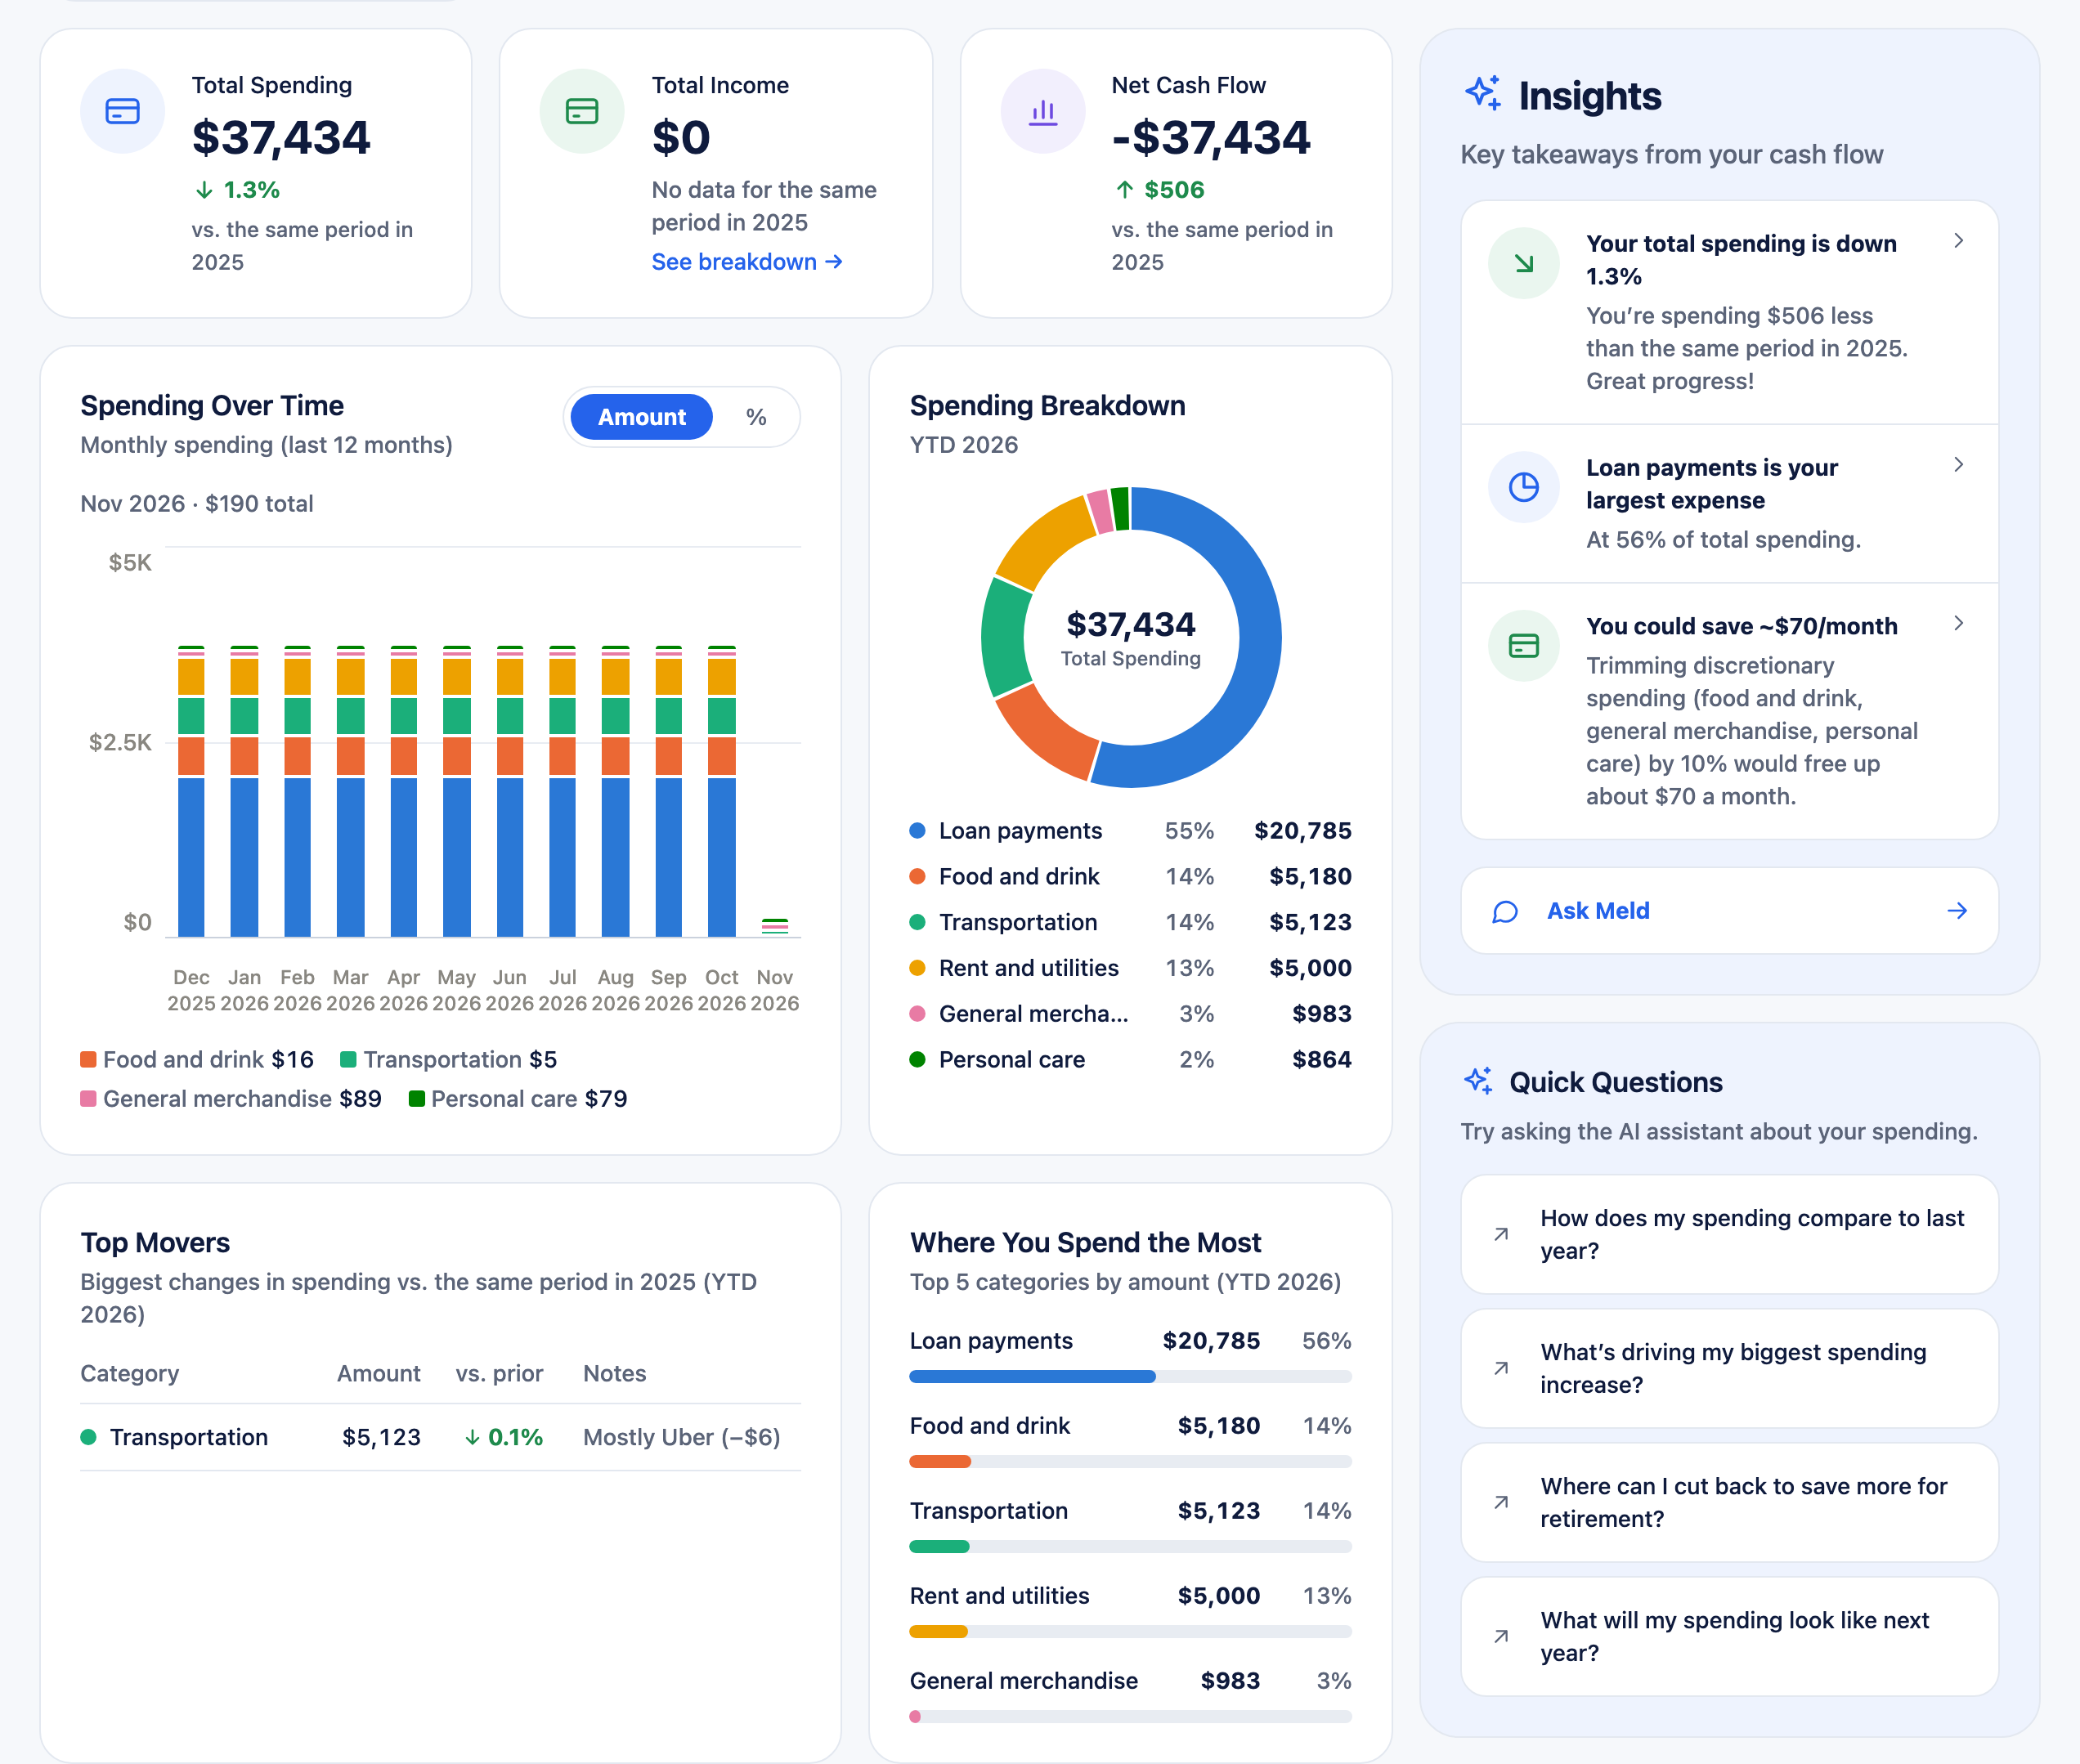 Total Spending
$37,434
↓ 1.3%
vs. the same period in
2025
Total Income
$0
No data for the same
period in 2025
See breakdown →
Net Cash Flow
-$37,434
↑ $506
vs. the same period in
2025
Spending Over Time
Monthly spending (last 12 months)
Amount
%
Nov 2026 · $190 total
$5K
$2.5K
$0
Dec Jan Feb Mar Apr May Jun Jul Aug Sep Oct Nov
2025 2026 2026 2026 2026 2026 2026 2026 2026 2026 2026 2026
Food and drink $16 Transportation $5
General merchandise $89 Personal care $79
Spending Breakdown
YTD 2026
$37,434
Total Spending
Loan payments 55% $20,785
Food and drink 14% $5,180
Transportation 14% $5,123
Rent and utilities 13% $5,000
General mercha... 3% $983
Personal care 2% $864
Top Movers
Biggest changes in spending vs. the same period in 2025 (YTD
2026)
Category Amount vs. prior Notes
Transportation $5,123 ↓ 0.1% Mostly Uber (–$6)
Where You Spend the Most
Top 5 categories by amount (YTD 2026)
Loan payments $20,785 56%
Food and drink $5,180 14%
Transportation $5,123 14%
Rent and utilities $5,000 13%
General merchandise $983 3%
Insights
Key takeaways from your cash flow
Your total spending is down
1.3%
You’re spending $506 less
than the same period in 2025.
Great progress!
Loan payments is your
largest expense
At 56% of total spending.
You could save ~$70/month
Trimming discretionary
spending (food and drink,
general merchandise, personal
care) by 10% would free up
about $70 a month.
Ask Meld →
Quick Questions
Try asking the AI assistant about your spending.
How does my spending compare to last
year?
What’s driving my biggest spending
increase?
Where can I cut back to save more for
retirement?
What will my spending look like next
year?